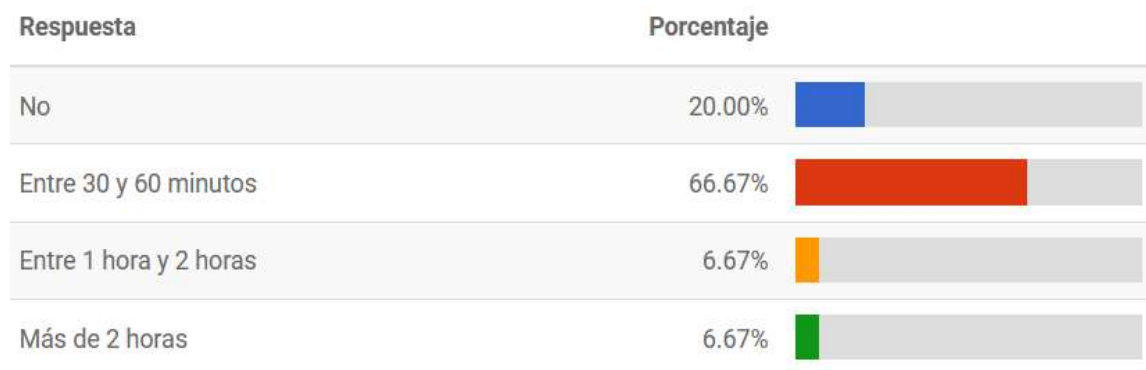 Respuesta Porcentaje
No 20.00%
Entre 30 y 60 minutos 66.67%
Entre 1 hora y 2 horas 6.67%
Más de 2 horas 6.67%